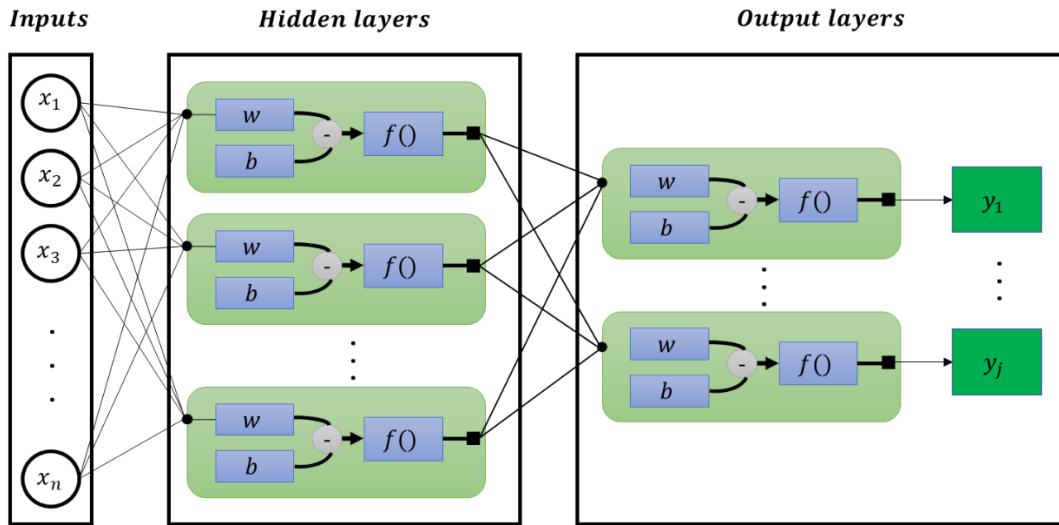 Inputs
Hidden layers
Output layers
x₁
x₂
x₃
xₙ
w
b
-
f()
w
b
-
f()
w
b
-
f()
w
b
-
f()
y₁
w
b
-
f()
yⱼ